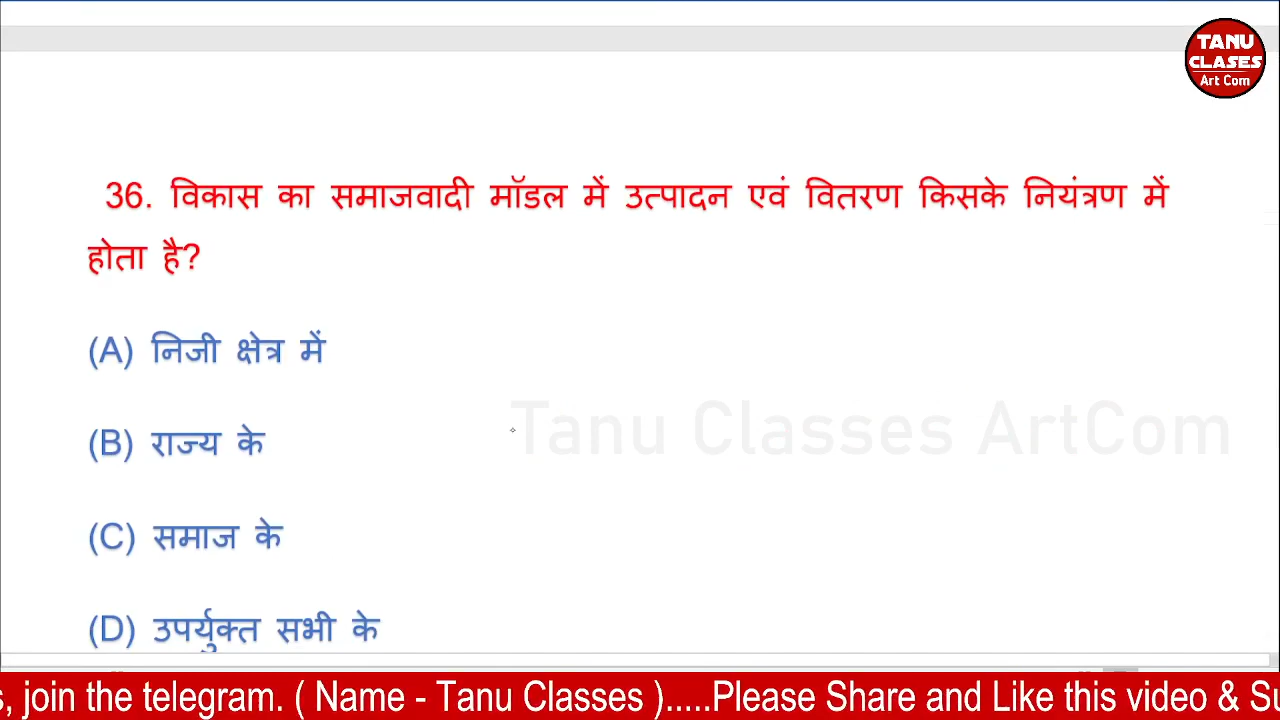 TANU
CLASES
Art Com
36. विकास का समाजवादी मॉडल में उत्पादन एवं वितरण किसके नियंत्रण में
होता है?
(A) निजी क्षेत्र में
Tanu Classes ArtCom
(B) राज्य के
(C) समाज के
(D) उपर्युक्त सभी के
s, join the telegram. ( Name - Tanu Classes ).....Please Share and Like this video & Su